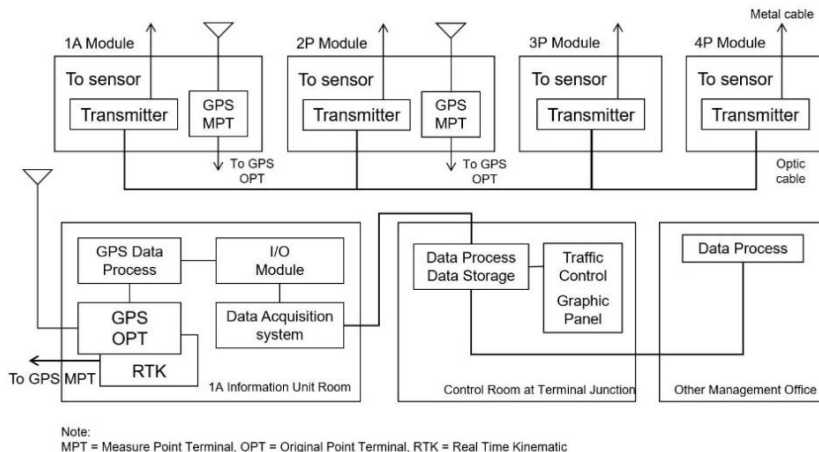 Metal cable
1A Module
2P Module
3P Module
4P Module
To sensor
To sensor
To sensor
To sensor
Transmitter
GPS
MPT
Transmitter
GPS
MPT
Transmitter
Transmitter
To GPS
OPT
To GPS
OPT
Optic
cable
GPS Data
Process
I/O
Module
Data Process
Data Storage
Traffic
Control
Graphic
Panel
Data Process
GPS
OPT
Data Acquisition
system
RTK
To GPS MPT
1A Information Unit Room
Control Room at Terminal Junction
Other Management Office
Note:
MPT = Measure Point Terminal, OPT = Original Point Terminal, RTK = Real Time Kinematic